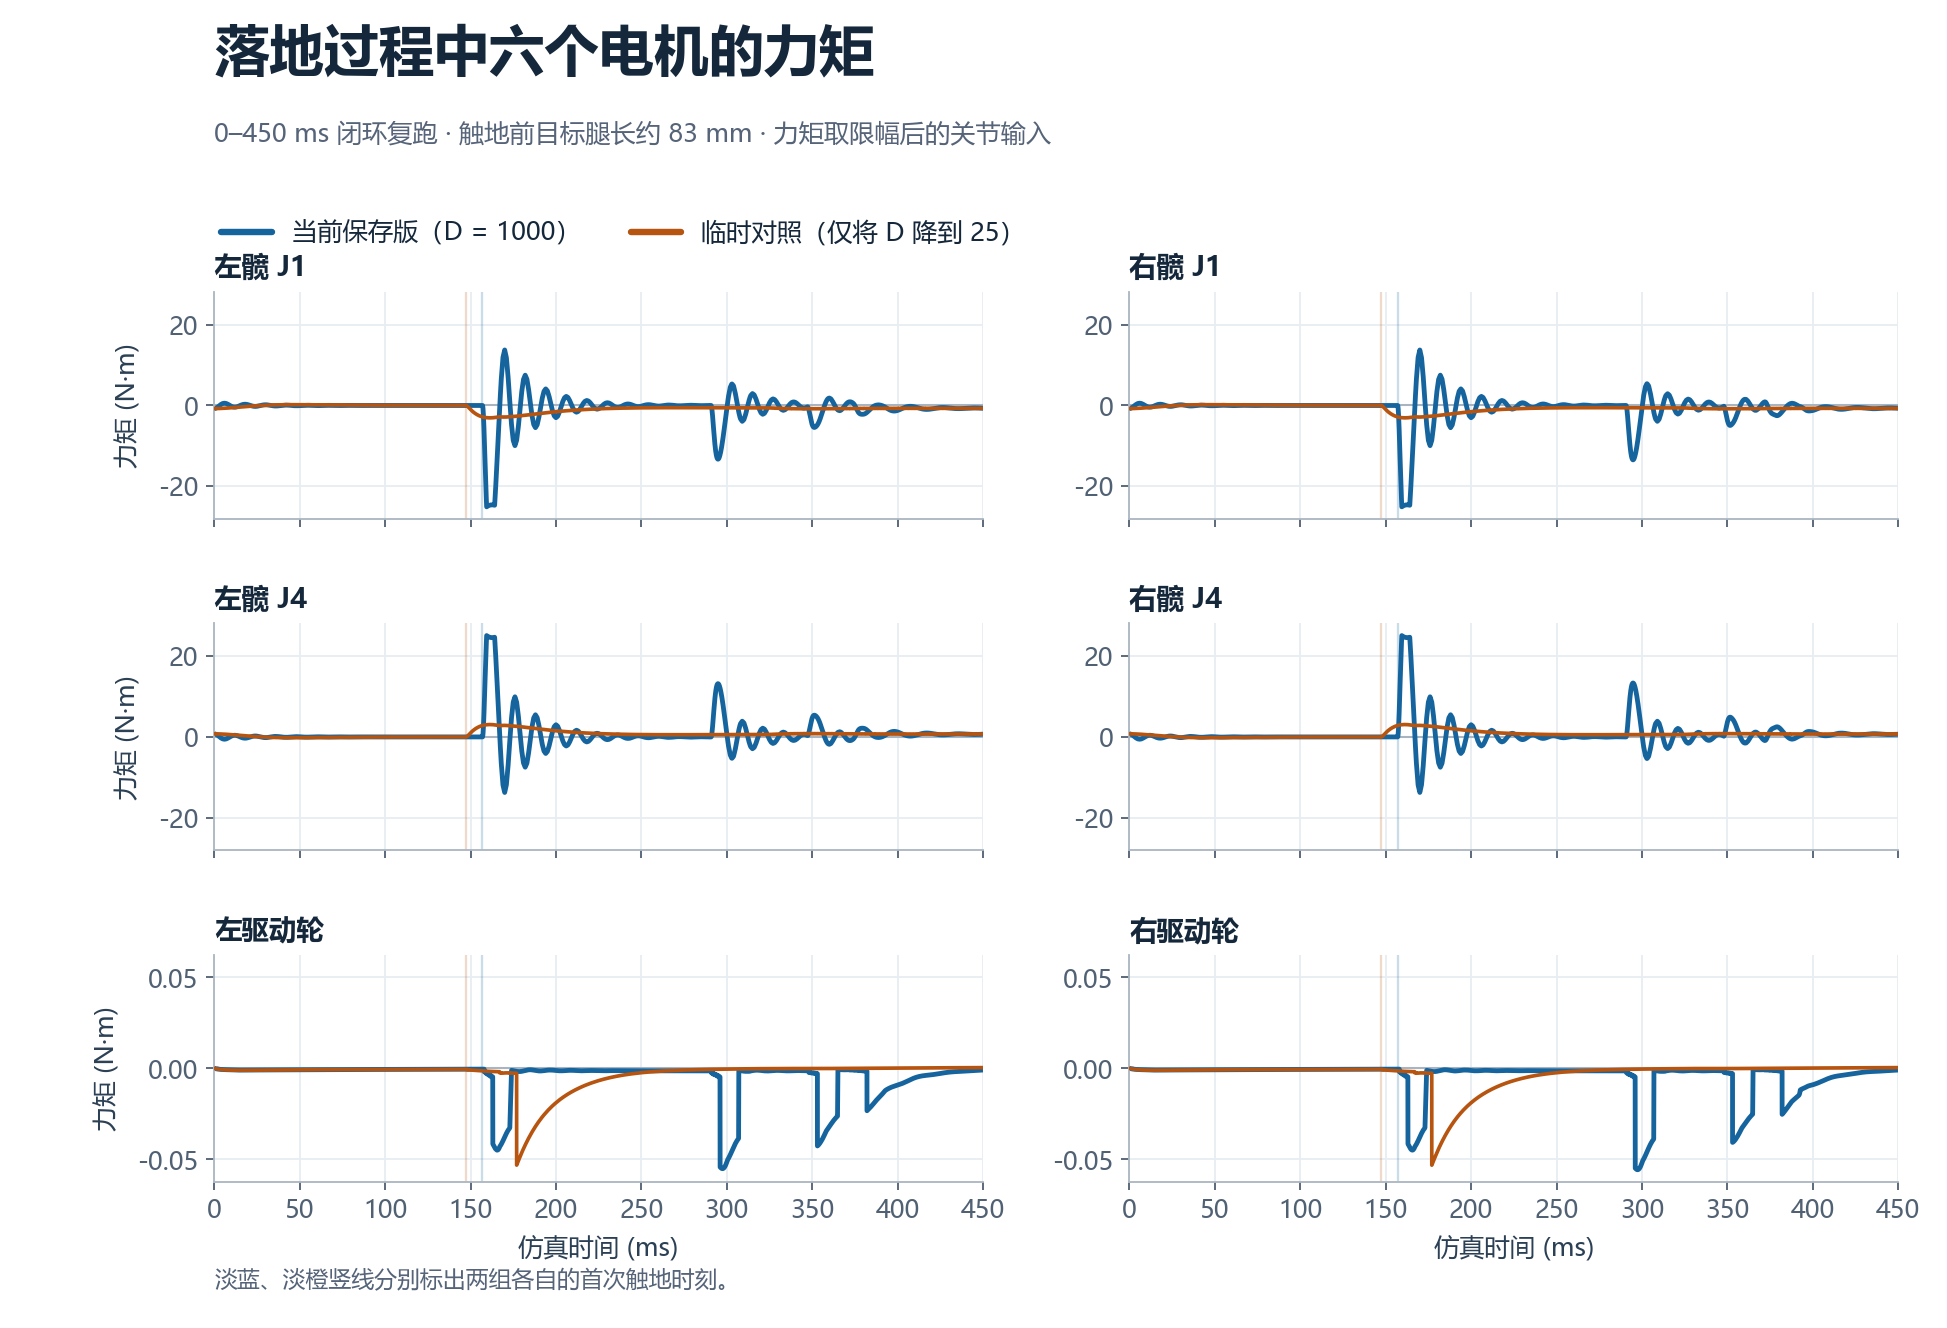 落地过程中六个电机的力矩
0–450 ms 闭环复跑 · 触地前目标腿长约 83 mm · 力矩取限幅后的关节输入
当前保存版（D = 1000） 临时对照（仅将 D 降到 25）
左髋 J1
力矩 (N·m)
20
0
-20
右髋 J1
20
0
-20
左髋 J4
力矩 (N·m)
20
0
-20
右髋 J4
20
0
-20
左驱动轮
力矩 (N·m)
0.05
0.00
-0.05
0 50 100 150 200 250 300 350 400 450
仿真时间 (ms)
右驱动轮
0.05
0.00
-0.05
0 50 100 150 200 250 300 350 400 450
仿真时间 (ms)
淡蓝、淡橙竖线分别标出两组各自的首次触地时刻。